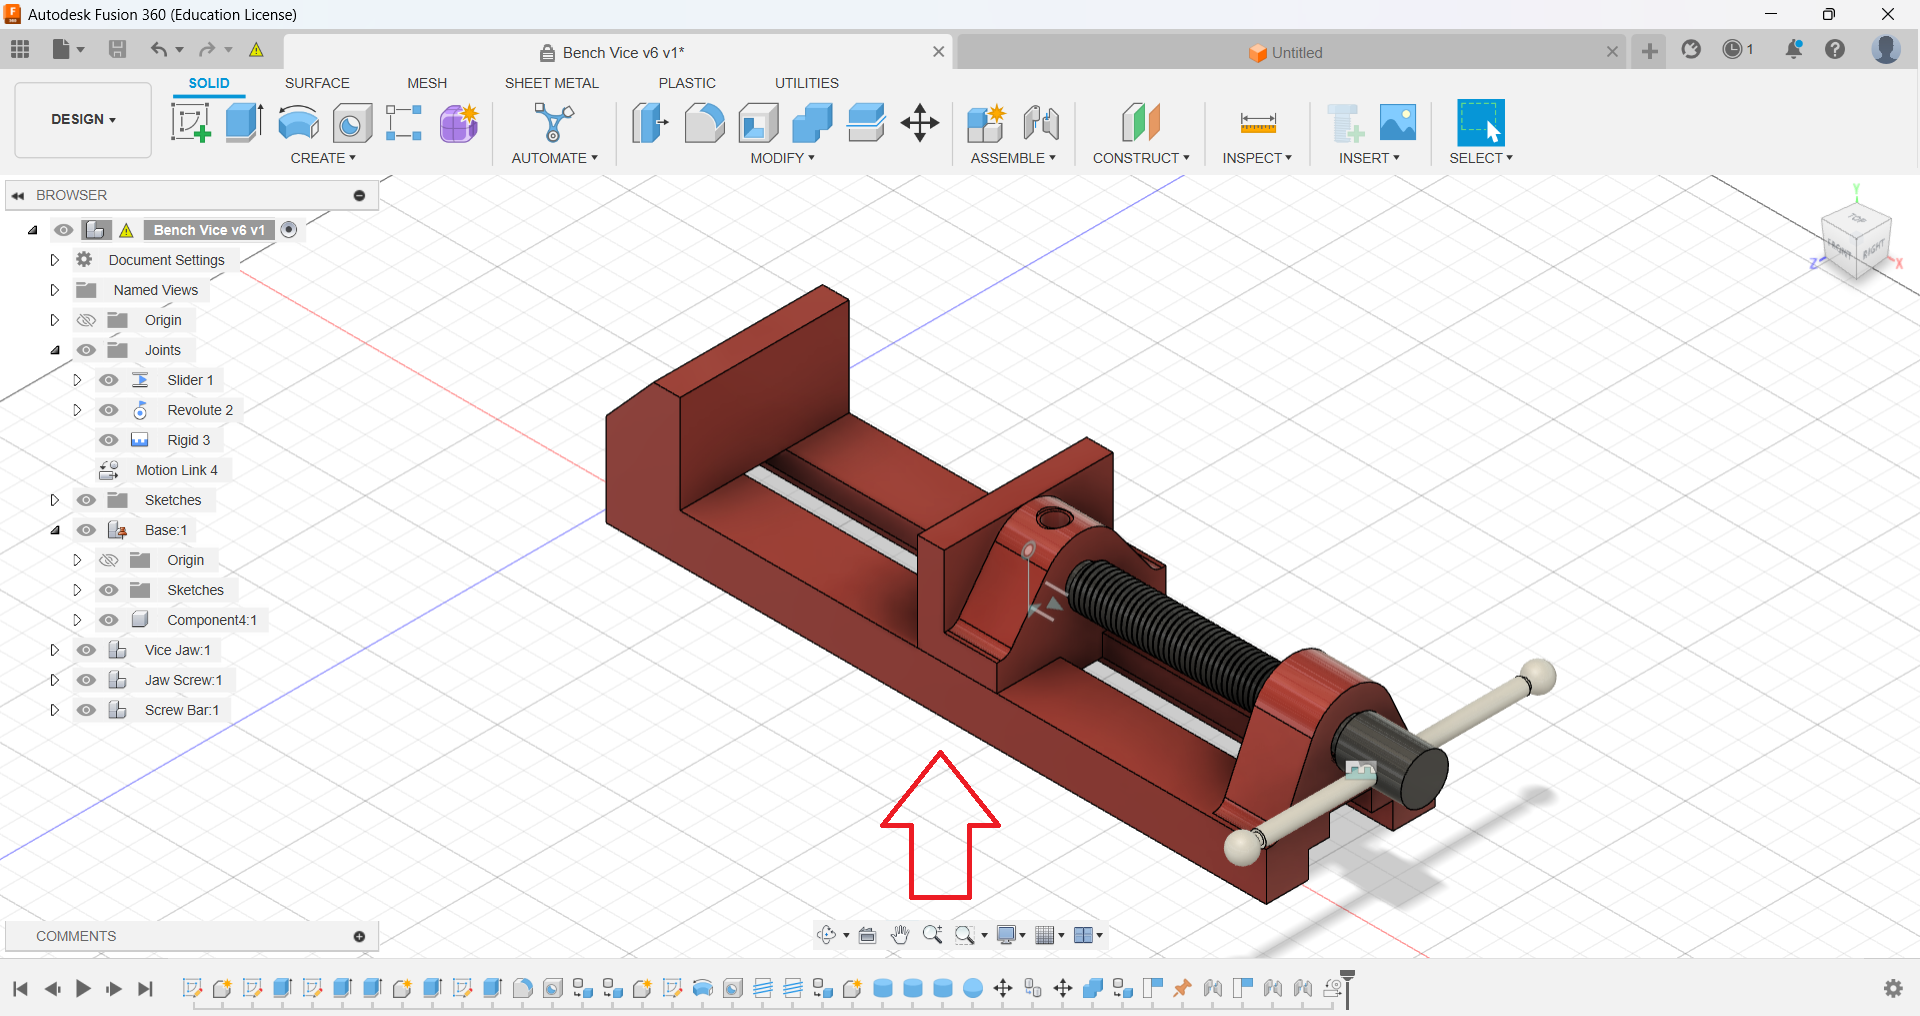 Autodesk Fusion 360 (Education License)
Bench Vice v6 v1*
Untitled
1
SOLID
SURFACE
MESH
SHEET METAL
PLASTIC
UTILITIES
DESIGN
CREATE
AUTOMATE
MODIFY
ASSEMBLE
CONSTRUCT
INSPECT
INSERT
SELECT
BROWSER
Bench Vice v6 v1
Document Settings
Named Views
Origin
Joints
Slider 1
Revolute 2
Rigid 3
Motion Link 4
Sketches
Base:1
Origin
Sketches
Component4:1
Vice Jaw:1
Jaw Screw:1
Screw Bar:1
Y
TOP
FRONT
RIGHT
Z
X
COMMENTS